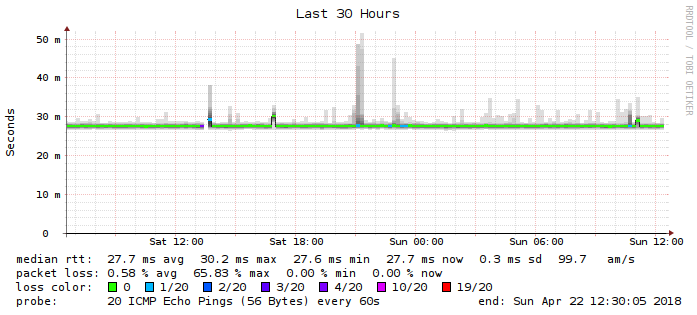 Last 30 Hours
RRDTOOL / TOBI OETIKER
Seconds
50 m
40 m
30 m
20 m
10 m
0
Sat 12:00 Sat 18:00 Sun 00:00 Sun 06:00 Sun 12:00
median rtt: 27.7 ms avg 30.2 ms max 27.6 ms min 27.7 ms now 0.3 ms sd 99.7 am/s
packet loss: 0.58 % avg 65.83 % max 0.00 % min 0.00 % now
loss color: 0 1/20 2/20 3/20 4/20 10/20 19/20
probe: 20 ICMP Echo Pings (56 Bytes) every 60s end: Sun Apr 22 12:30:05 2018